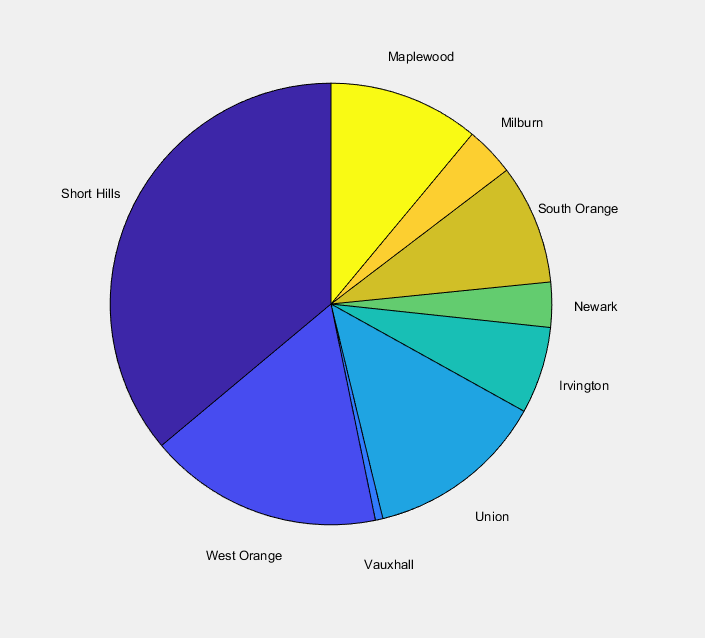 Maplewood
Milburn
Short Hills
South Orange
Newark
Irvington
Union
West Orange
Vauxhall